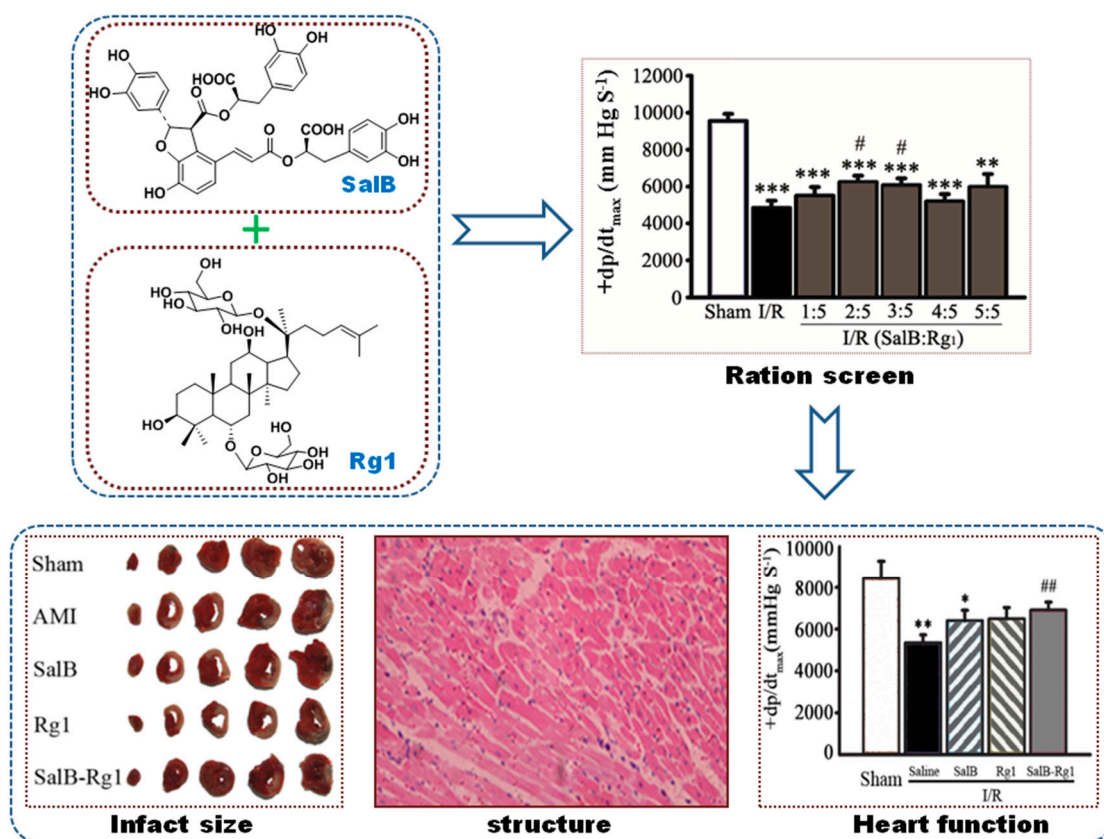 HO
OH
OH
HO
HOOC
O
O
O
COOH
OH
O
O
O
OH
HO
SalB
+
OH
HO
HO
OH
O
O
OH
HO
O
OH
O
OH
OH
OH
Rg1
+dp/dtmax (mm Hg S-1)
12000
10000
8000
6000
4000
2000
0
***
***
#
***
#
***
***
**
Sham I/R 1:5 2:5 3:5 4:5 5:5
I/R (SalB:Rg1)
Ration screen
Sham
AMI
SalB
Rg1
SalB-Rg1
Infact size
structure
+dp/dtmax(mmHg S-1)
10000
8000
6000
4000
2000
0
**
*
##
Sham Saline SalB Rg1 SalB-Rg1
I/R
Heart function